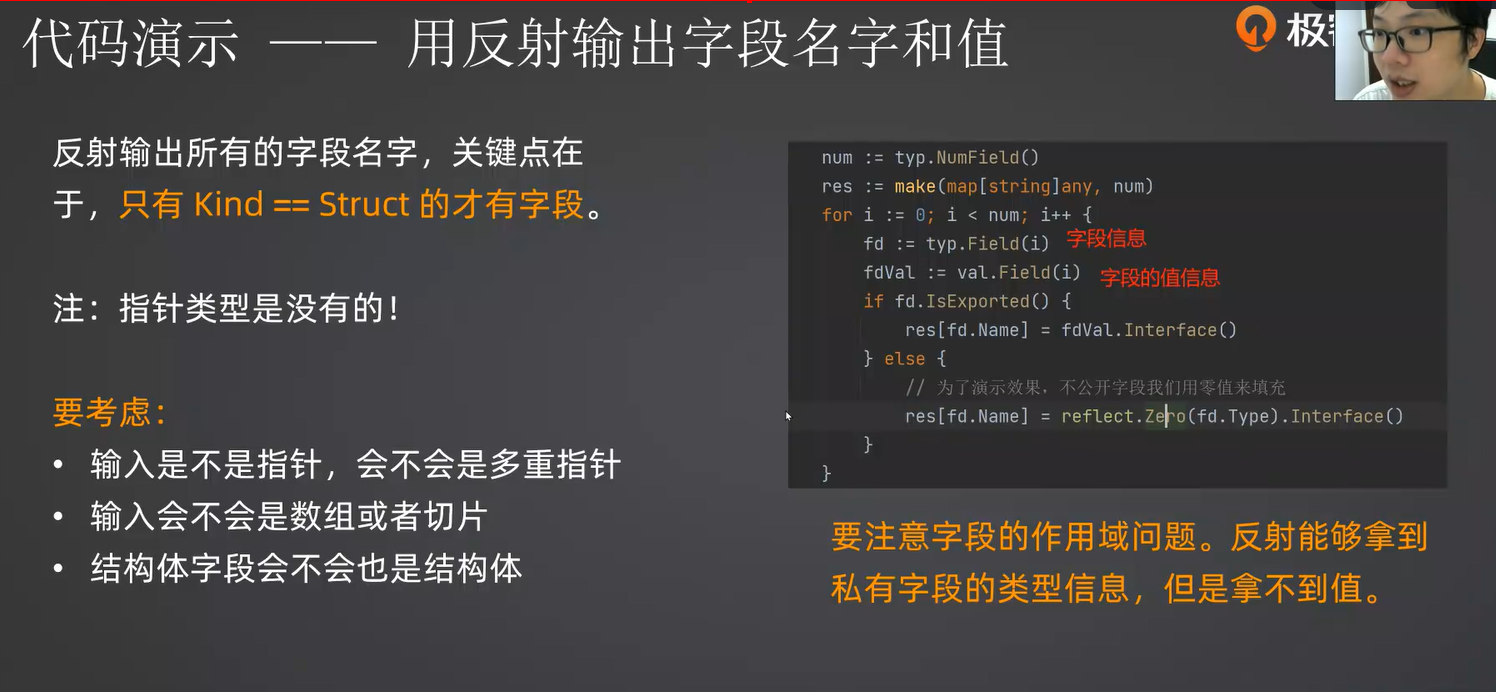 代码演示 —— 用反射输出字段名字和值
极
反射输出所有的字段名字，关键点在
于，只有 Kind == Struct 的才有字段。
注：指针类型是没有的！
要考虑：
• 输入是不是指针，会不会是多重指针
• 输入会不会是数组或者切片
• 结构体字段会不会也是结构体
num := typ.NumField()
res := make(map[string]any, num)
for i := 0; i < num; i++ {
fd := typ.Field(i) 字段信息
fdVal := val.Field(i) 字段的值信息
if fd.IsExported() {
res[fd.Name] = fdVal.Interface()
} else {
// 为了演示效果，不公开字段我们用零值来填充
res[fd.Name] = reflect.Zero(fd.Type).Interface()
}
}
要注意字段的作用域问题。反射能够拿到
私有字段的类型信息，但是拿不到值。